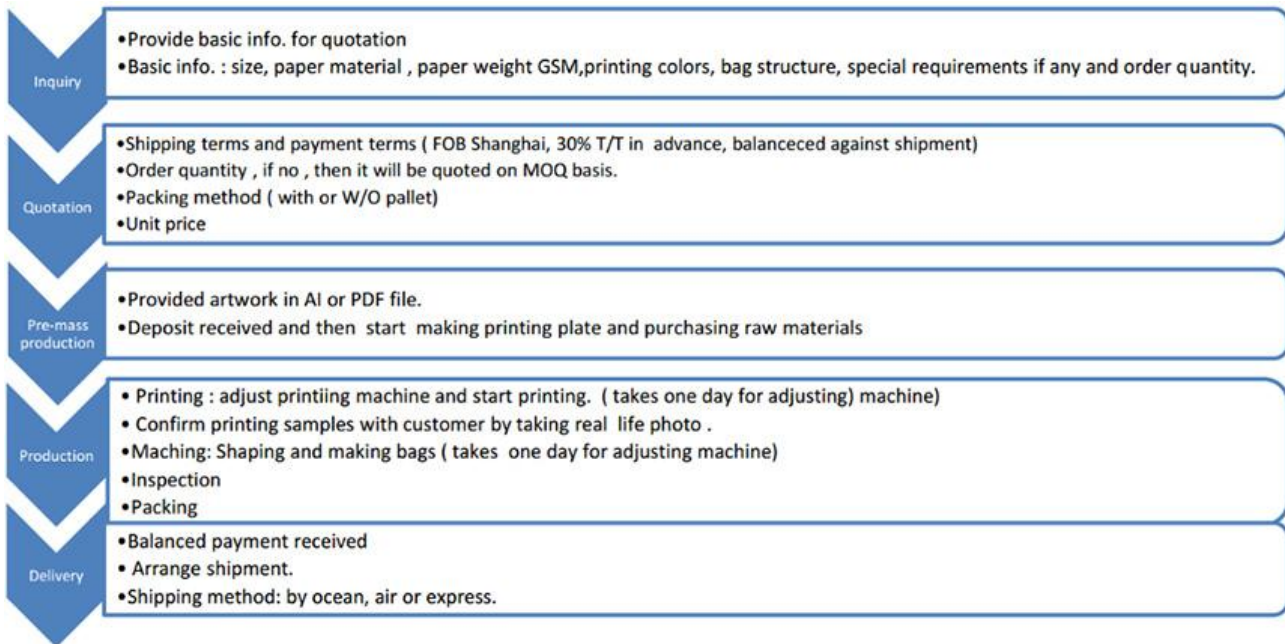 Inquiry
•Provide basic info. for quotation
•Basic info. : size, paper material , paper weight GSM,printing colors, bag structure, special requirements if any and order quantity.
Quotation
•Shipping terms and payment terms ( FOB Shanghai, 30% T/T in advance, balanceced against shipment)
•Order quantity , if no , then it will be quoted on MOQ basis.
•Packing method ( with or W/O pallet)
•Unit price
Pre-mass
production
•Provided artwork in AI or PDF file.
•Deposit received and then start making printing plate and purchasing raw materials
Production
• Printing : adjust printiing machine and start printing. ( takes one day for adjusting) machine)
• Confirm printing samples with customer by taking real life photo .
•Maching: Shaping and making bags ( takes one day for adjusting machine)
•Inspection
•Packing
Delivery
•Balanced payment received
• Arrange shipment.
•Shipping method: by ocean, air or express.